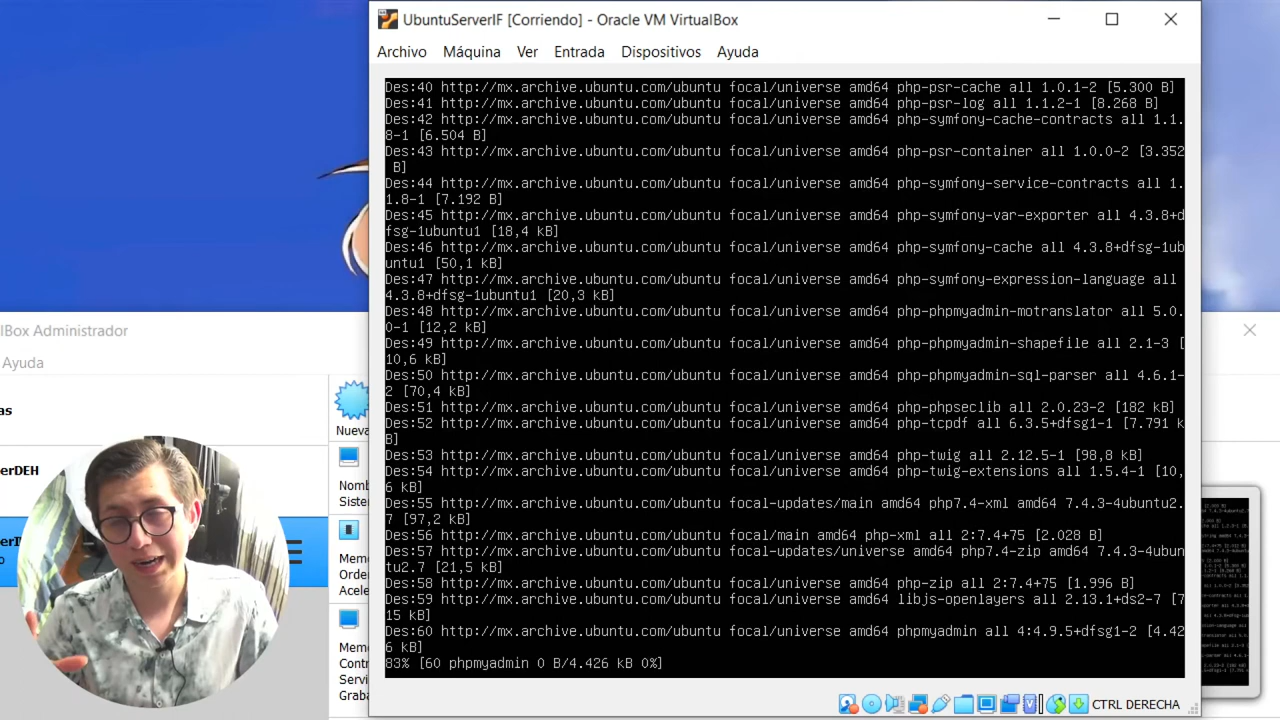 UbuntuServerIF [Corriendo] - Oracle VM VirtualBox
Archivo Máquina Ver Entrada Dispositivos Ayuda
Des:40 http://mx.archive.ubuntu.com/ubuntu focal/universe amd64 php-psr-cache all 1.0.1-2 [5.300 B]
Des:41 http://mx.archive.ubuntu.com/ubuntu focal/universe amd64 php-psr-log all 1.1.2-1 [8.268 B]
Des:42 http://mx.archive.ubuntu.com/ubuntu focal/universe amd64 php-symfony-cache-contracts all 1.1.
8-1 [6.504 B]
Des:43 http://mx.archive.ubuntu.com/ubuntu focal/universe amd64 php-psr-container all 1.0.0-2 [3.352
B]
Des:44 http://mx.archive.ubuntu.com/ubuntu focal/universe amd64 php-symfony-service-contracts all 1.
1.8-1 [7.192 B]
Des:45 http://mx.archive.ubuntu.com/ubuntu focal/universe amd64 php-symfony-var-exporter all 4.3.8+d
fsg-1ubuntu1 [18,4 kB]
Des:46 http://mx.archive.ubuntu.com/ubuntu focal/universe amd64 php-symfony-cache all 4.3.8+dfsg-1ub
untu1 [50,1 kB]
Des:47 http://mx.archive.ubuntu.com/ubuntu focal/universe amd64 php-symfony-expression-language all
4.3.8+dfsg-1ubuntu1 [20,3 kB]
Des:48 http://mx.archive.ubuntu.com/ubuntu focal/universe amd64 php-phpmyadmin-motranslator all 5.0.
0-1 [12,2 kB]
Des:49 http://mx.archive.ubuntu.com/ubuntu focal/universe amd64 php-phpmyadmin-shapefile all 2.1-3 [
10,6 kB]
Des:50 http://mx.archive.ubuntu.com/ubuntu focal/universe amd64 php-phpmyadmin-sql-parser all 4.6.1-
2 [70,4 kB]
Des:51 http://mx.archive.ubuntu.com/ubuntu focal/universe amd64 php-phpseclib all 2.0.23-2 [182 kB]
Des:52 http://mx.archive.ubuntu.com/ubuntu focal/universe amd64 php-tcpdf all 6.3.5+dfsg1-1 [7.791 k
B]
Des:53 http://mx.archive.ubuntu.com/ubuntu focal/universe amd64 php-twig all 2.12.5-1 [98,8 kB]
Des:54 http://mx.archive.ubuntu.com/ubuntu focal/universe amd64 php-twig-extensions all 1.5.4-1 [10,
6 kB]
Des:55 http://mx.archive.ubuntu.com/ubuntu focal-updates/main amd64 php7.4-xml amd64 7.4.3-4ubuntu2.
7 [97,2 kB]
Des:56 http://mx.archive.ubuntu.com/ubuntu focal/main amd64 php-xml all 2:7.4+75 [2.028 B]
Des:57 http://mx.archive.ubuntu.com/ubuntu focal-updates/universe amd64 php7.4-zip amd64 7.4.3-4ubun
tu2.7 [21,5 kB]
Des:58 http://mx.archive.ubuntu.com/ubuntu focal/universe amd64 php-zip all 2:7.4+75 [1.996 B]
Des:59 http://mx.archive.ubuntu.com/ubuntu focal/universe amd64 libjs-openlayers all 2.13.1+ds2-7 [7
15 kB]
Des:60 http://mx.archive.ubuntu.com/ubuntu focal/universe amd64 phpmyadmin all 4:4.9.5+dfsg1-2 [4.42
6 kB]
83% [60 phpmyadmin 0 B/4.426 kB 0%]
CTRL DERECHA
lBox Administrador
Ayuda
as
Nueva
erDEH
Nomb
Siste
erI
Memo
Orde
Acele
Memo
Contr
Servi
Graba